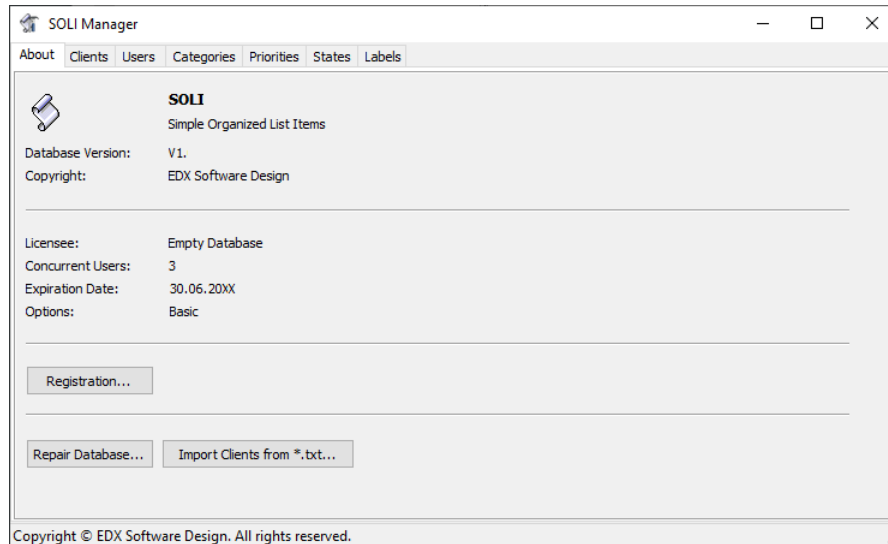 SOLI Manager
About Clients Users Categories Priorities States Labels
SOLI
Simple Organized List Items
Database Version: V1.
Copyright: EDX Software Design
Licensee: Empty Database
Concurrent Users: 3
Expiration Date: 30.06.20XX
Options: Basic
Registration...
Repair Database... Import Clients from *.txt...
Copyright © EDX Software Design. All rights reserved.